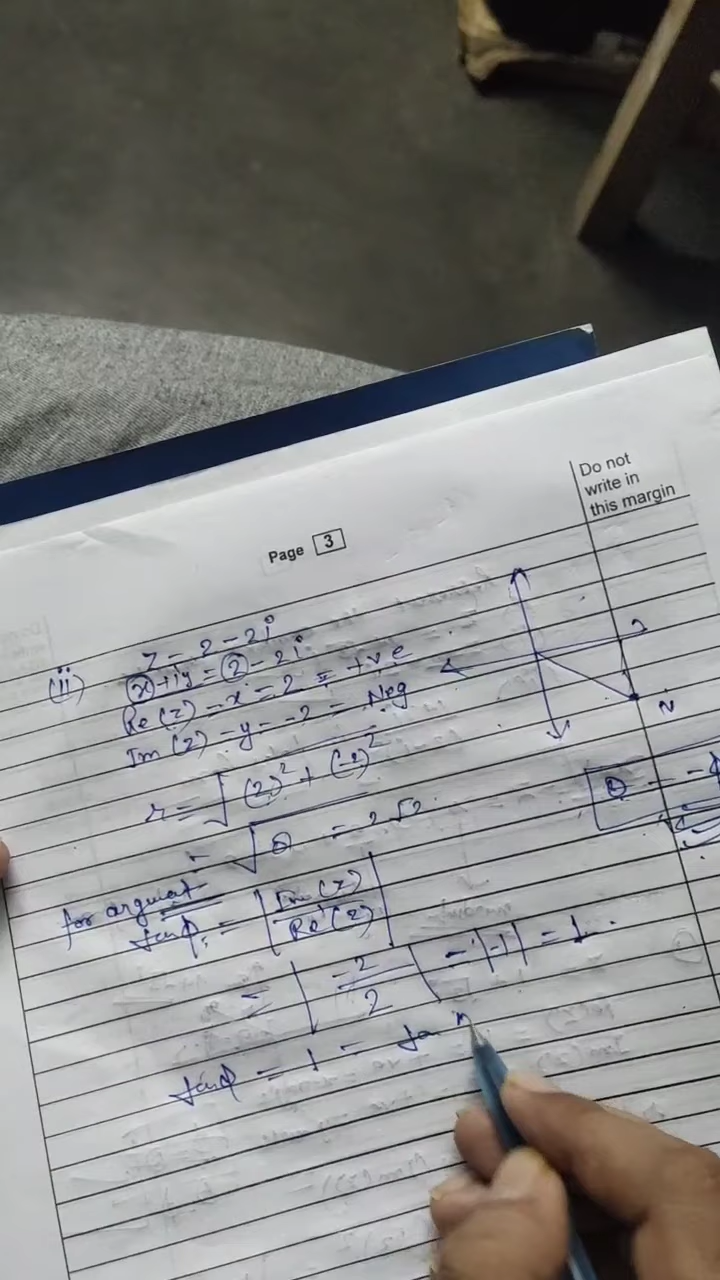 Do not
write in
this margin
Page 3
(ii) Z = 2 - 2i
x + iy = 2 - 2i
Re(z) = x = 2 = +ve
Im(z) = y = -2 = Neg
r = √(2)² + (-2)²
= √8 = 2√2
θ = -ϕ
for argument
tanϕ = |Im(z)/Re(z)|
= |-2/2| = |-1| = 1
tanϕ = 1 = tan